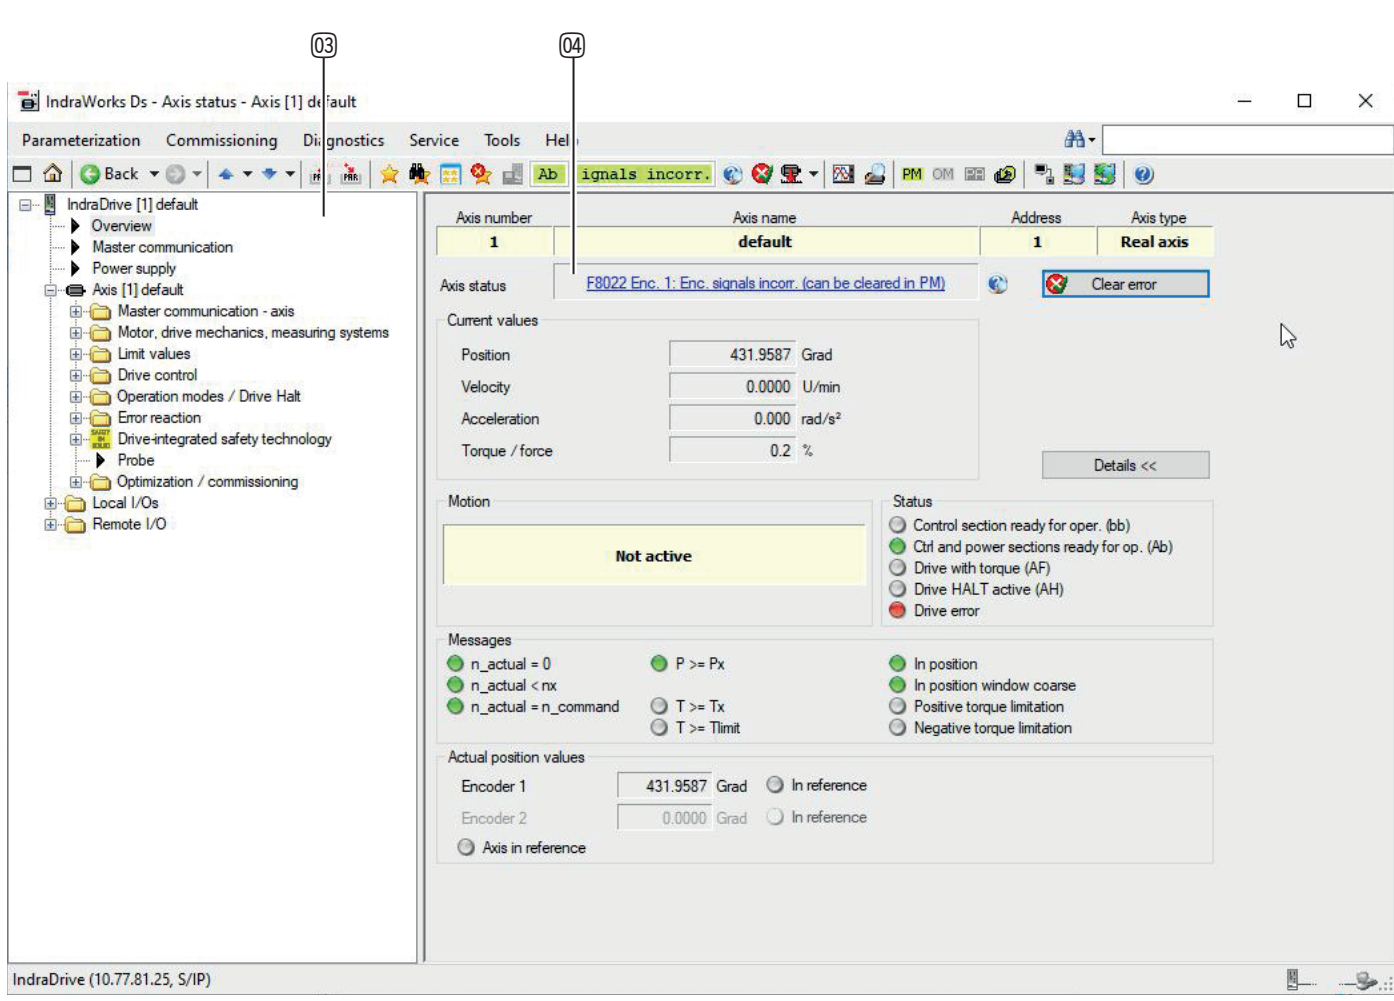 03 04
IndraWorks Ds - Axis status - Axis [1] default
Parameterization Commissioning Diagnostics Service Tools Help
Back PAR PAR Ab ignals incorr. PM OM
IndraDrive [1] default
Overview
Master communication
Power supply
Axis [1] default
Master communication - axis
Motor, drive mechanics, measuring systems
Limit values
Drive control
Operation modes / Drive Halt
Error reaction
Drive-integrated safety technology
Probe
Optimization / commissioning
Local I/Os
Remote I/O
Axis number Axis name Address Axis type
1 default 1 Real axis
Axis status F8022 Enc. 1: Enc. signals incorr. (can be cleared in PM) Clear error
Current values
Position 431.9587 Grad
Velocity 0.0000 U/min
Acceleration 0.000 rad/s²
Torque / force 0.2 %
Details <<
Motion
Not active
Status
Control section ready for oper. (bb)
Ctrl and power sections ready for op. (Ab)
Drive with torque (AF)
Drive HALT active (AH)
Drive error
Messages
n_actual = 0 P >= Px In position
n_actual < nx In position window coarse
n_actual = n_command T >= Tx Positive torque limitation
T >= Tlimit Negative torque limitation
Actual position values
Encoder 1 431.9587 Grad In reference
Encoder 2 0.0000 Grad In reference
Axis in reference
IndraDrive (10.77.81.25, S/IP)